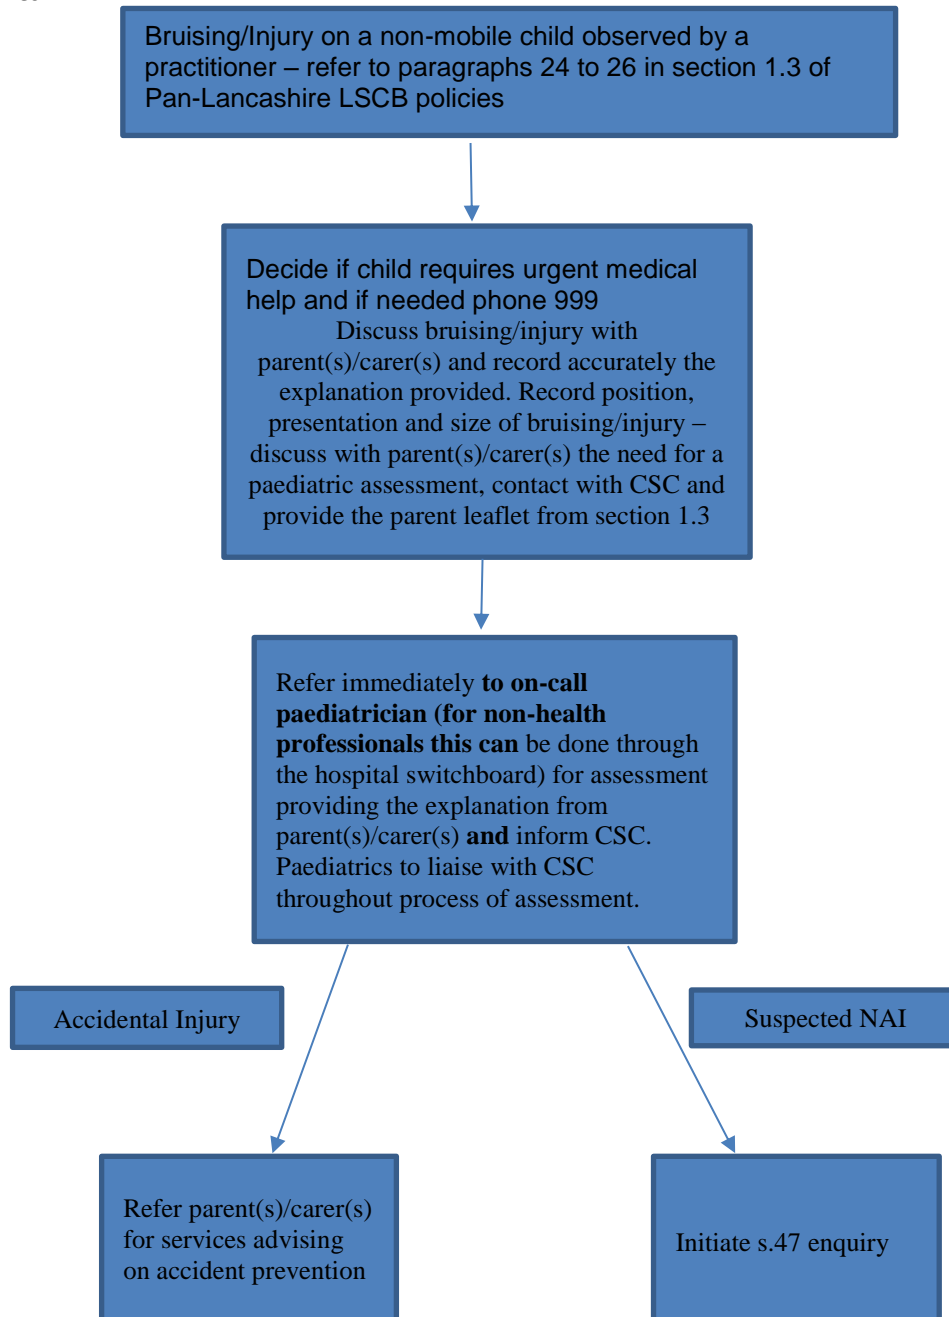 Bruising/Injury on a non-mobile child observed by a
practitioner – refer to paragraphs 24 to 26 in section 1.3 of
Pan-Lancashire LSCB policies
Decide if child requires urgent medical
help and if needed phone 999
Discuss bruising/injury with
parent(s)/carer(s) and record accurately the
explanation provided. Record position,
presentation and size of bruising/injury –
discuss with parent(s)/carer(s) the need for a
paediatric assessment, contact with CSC and
provide the parent leaflet from section 1.3
Refer immediately to on-call
paediatrician (for non-health
professionals this can be done through
the hospital switchboard) for assessment
providing the explanation from
parent(s)/carer(s) and inform CSC.
Paediatrics to liaise with CSC
throughout process of assessment.
Accidental Injury
Suspected NAI
Refer parent(s)/carer(s)
for services advising
on accident prevention
Initiate s.47 enquiry